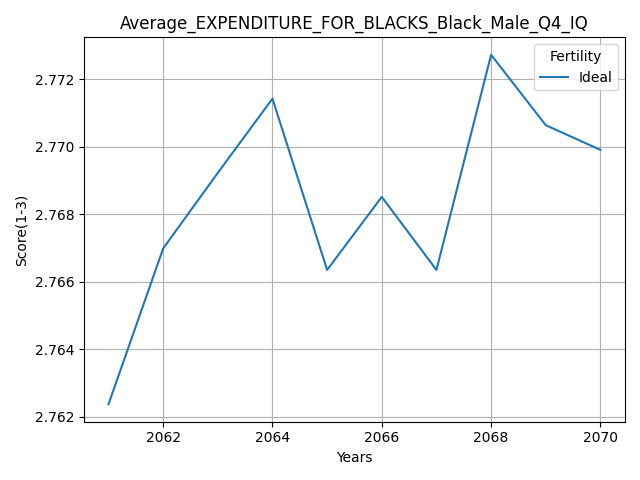 Average_EXPENDITURE_FOR_BLACKS_Black_Male_Q4_IQ
Fertility
Ideal
2.772
2.770
2.768
2.766
2.764
2.762
Score(1-3)
2062 2064 2066 2068 2070
Years